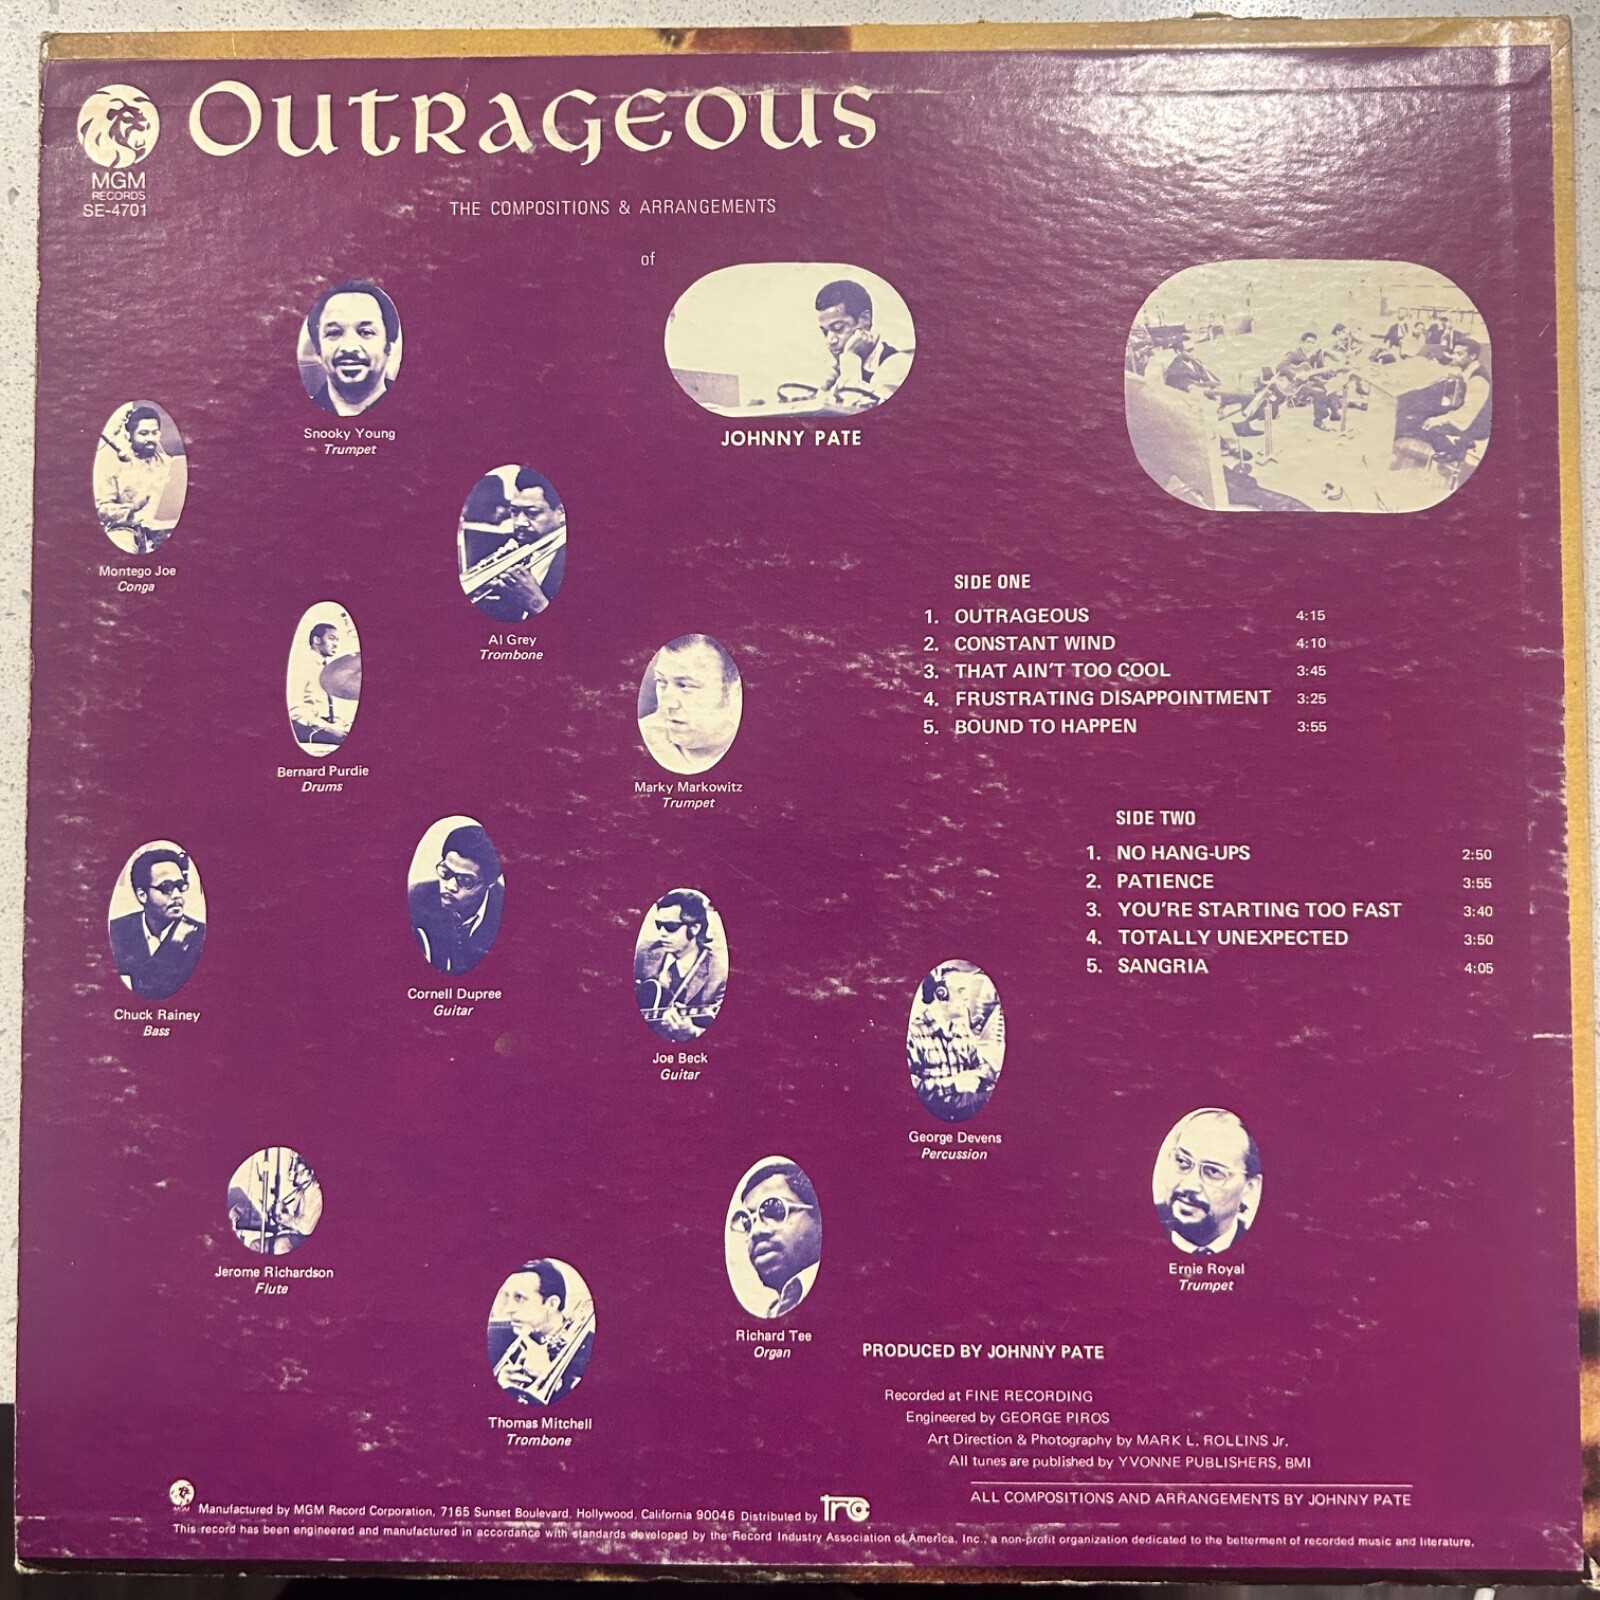 OUTRAGEOUS
MGM
RECORDS
SE-4701
THE COMPOSITIONS & ARRANGEMENTS
of
JOHNNY PATE
Snooky Young
Trumpet
Montego Joe
Conga
Al Grey
Trombone
Bernard Purdie
Drums
Marky Markowitz
Trumpet
Chuck Rainey
Bass
Cornell Dupree
Guitar
Joe Beck
Guitar
George Devens
Percussion
Jerome Richardson
Flute
Thomas Mitchell
Trombone
Richard Tee
Organ
Ernie Royal
Trumpet
SIDE ONE
1. OUTRAGEOUS 4:15
2. CONSTANT WIND 4:10
3. THAT AIN'T TOO COOL 3:45
4. FRUSTRATING DISAPPOINTMENT 3:25
5. BOUND TO HAPPEN 3:55
SIDE TWO
1. NO HANG-UPS 2:50
2. PATIENCE 3:55
3. YOU'RE STARTING TOO FAST 3:40
4. TOTALLY UNEXPECTED 3:50
5. SANGRIA 4:05
PRODUCED BY JOHNNY PATE
Recorded at FINE RECORDING
Engineered by GEORGE PIROS
Art Direction & Photography by MARK L. ROLLINS Jr.
All tunes are published by YVONNE PUBLISHERS, BMI
ALL COMPOSITIONS AND ARRANGEMENTS BY JOHNNY PATE
MGM
Manufactured by MGM Record Corporation, 7165 Sunset Boulevard, Hollywood, California 90046 Distributed by trc
This record has been engineered and manufactured in accordance with standards developed by the Record Industry Association of America, Inc., a non-profit organization dedicated to the betterment of recorded music and literature.